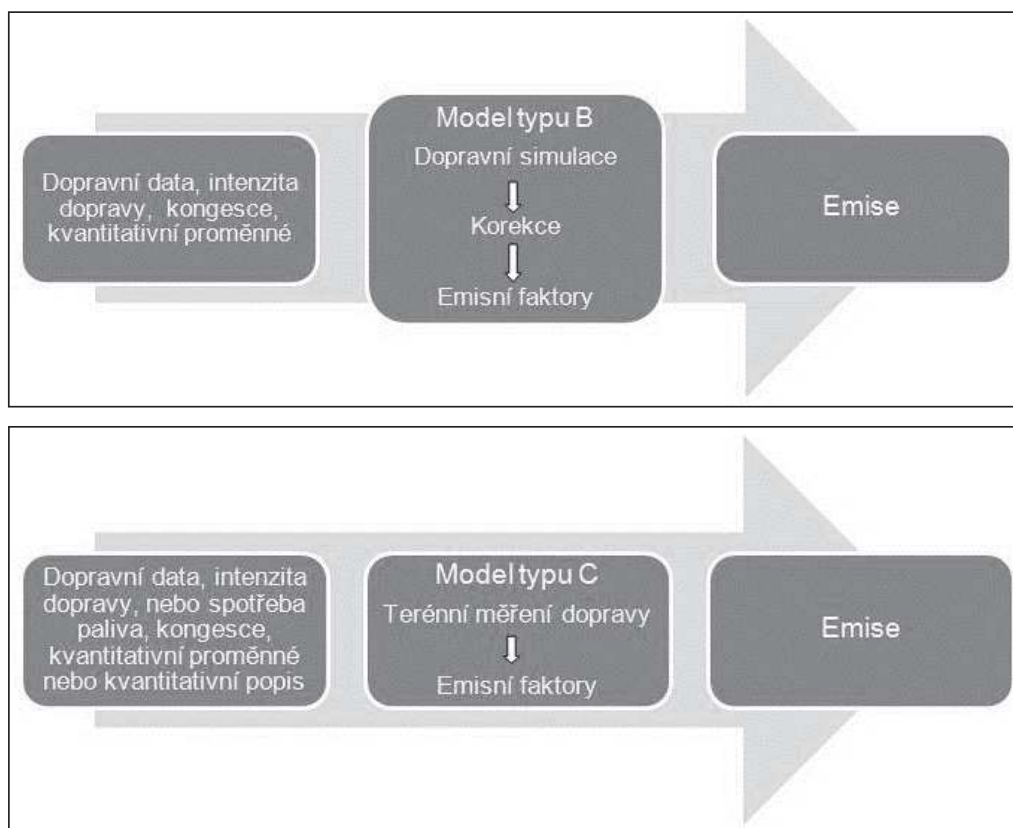 Dopravní data, intenzita
dopravy, kongesce,
kvantitativní proměnné
Model typu B
Dopravní simulace
Korekce
Emisní faktory
Emise
Dopravní data, intenzita
dopravy, nebo spotřeba
paliva, kongesce,
kvantitativní proměnné
nebo kvantitativní popis
Model typu C
Terénní měření dopravy
Emisní faktory
Emise